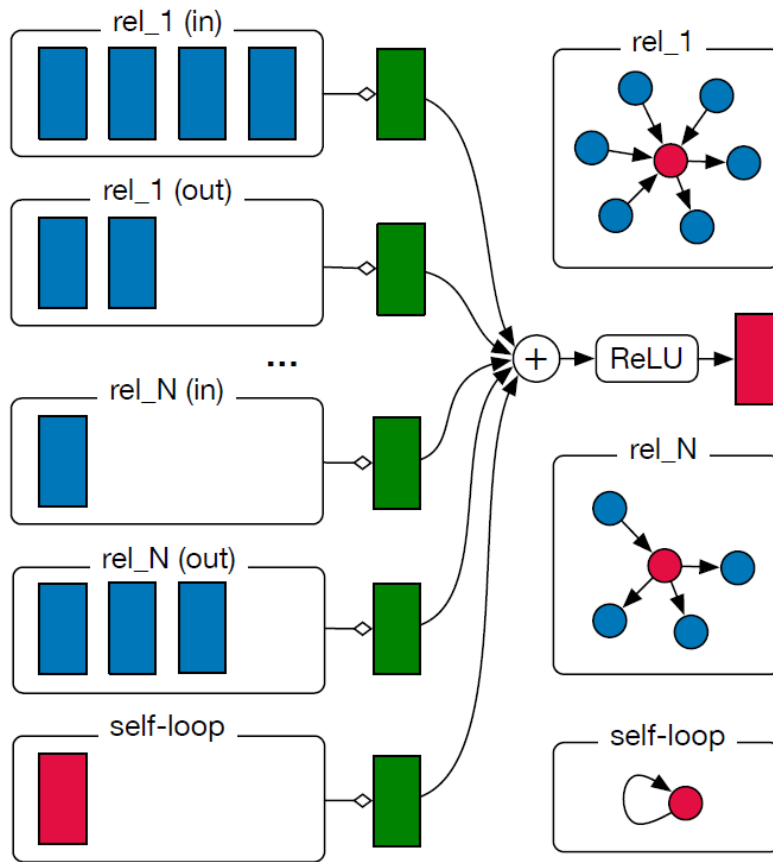 rel_1 (in)
rel_1 (out)
...
rel_N (in)
rel_N (out)
self-loop
+
ReLU
rel_1
rel_N
self-loop